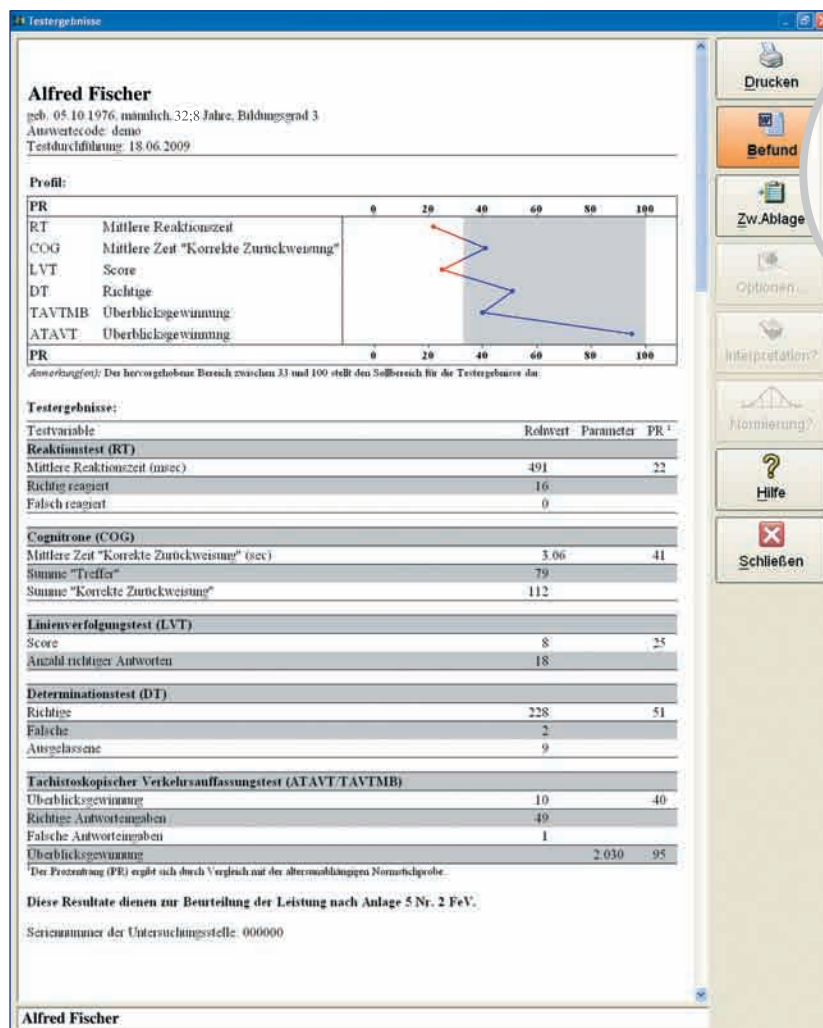 Testergebnisse
Alfred Fischer
geb. 05.10.1976, männlich, 32;8 Jahre, Bildungsgrad 3
Auswertecode: demo
Testdurchführung: 18.06.2009
Profil:
PR 0 20 40 60 80 100
RT Mittlere Reaktionszeit
COG Mittlere Zeit "Korrekte Zurückweisung"
LVT Score
DT Richtige
TAVTMB Überblicksgewinnung
ATAVT Überblicksgewinnung
PR 0 20 40 60 80 100
Anmerkung(en): Der hervorgehobene Bereich zwischen 33 und 100 stellt den Sollbereich für die Testergebnisse dar.
Testergebnisse:
Testvariable Rohwert Parameter PR ¹
Reaktionstest (RT)
Mittlere Reaktionszeit (msec) 491 22
Richtig reagiert 16
Falsch reagiert 0
Cognitrone (COG)
Mittlere Zeit "Korrekte Zurückweisung" (sec) 3.06 41
Summe "Treffer" 79
Summe "Korrekte Zurückweisung" 112
Linienverfolgungstest (LVT)
Score 8 25
Anzahl richtiger Antworten 18
Determinationstest (DT)
Richtige 228 51
Falsche 2
Ausgelassene 9
Tachistoskopischer Verkehrsauffassungstest (ATAVT/TAVTMB)
Überblicksgewinnung 10 40
Richtige Antworteingaben 49
Falsche Antworteingaben 1
Überblicksgewinnung 2.030 95
¹Der Prozentrang (PR) ergibt sich durch Vergleich mit der altersunabhängigen Normstichprobe.
Diese Resultate dienen zur Beurteilung der Leistung nach Anlage 5 Nr. 2 FeV.
Seriennummer der Untersuchungsstelle: 000000
Alfred Fischer
Drucken
Befund
Zw.Ablage
Optionen...
Interpretation?
Normierung?
Hilfe
Schließen